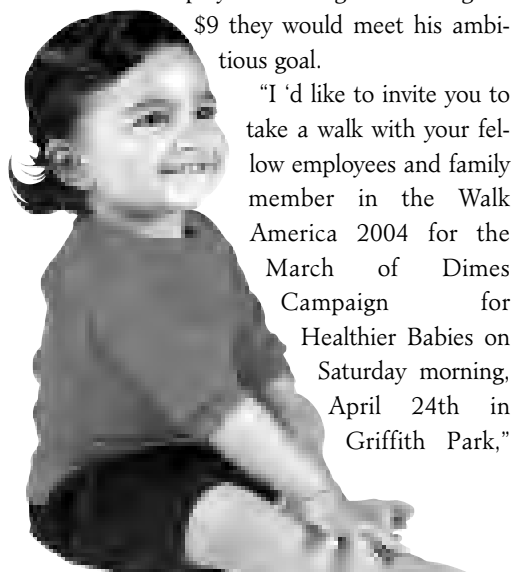 $9 they would meet his ambi-
tious goal.
“I ‘d like to invite you to
take a walk with your fel-
low employees and family
member in the Walk
America 2004 for the
March of Dimes
Campaign for
Healthier Babies on
Saturday morning,
April 24th in
Griffith Park,”